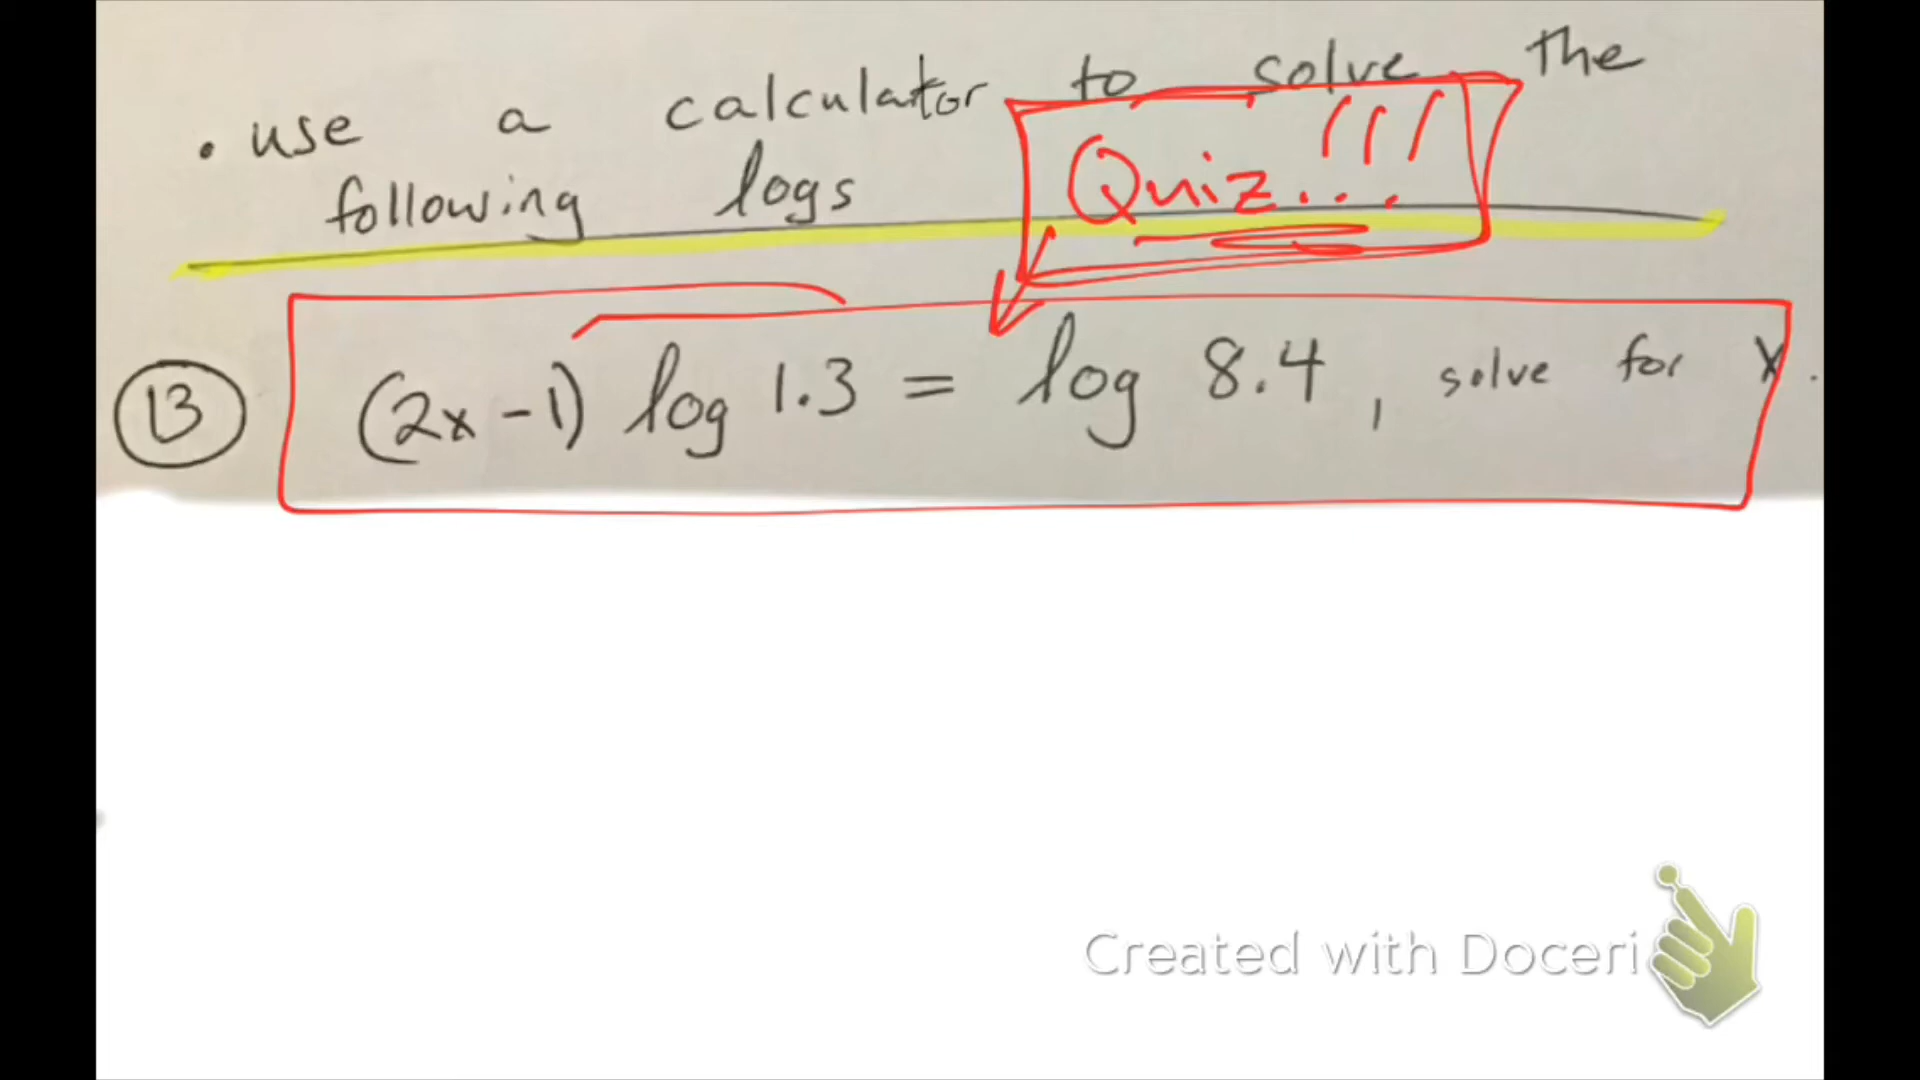 . use a calculator to solve the
following logs
Quiz...!!!
13 (2x-1) log 1.3 = log 8.4, solve for x.
Created with Doceri